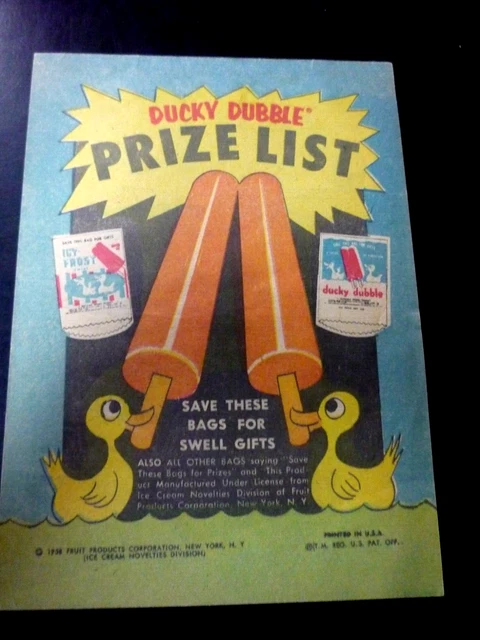 DUCKY DUBBLE®
PRIZE LIST
ICY
FROST
ducky dubble
SAVE THESE
BAGS FOR
SWELL GIFTS
ALSO ALL OTHER BAGS saying "Save
These Bags for Prizes" and "This Prod-
uct Manufactured Under License from
Ice Cream Novelties Division of Fruit
Products Corporation, New York, N.Y.
© 1958 FRUIT PRODUCTS CORPORATION, NEW YORK, N. Y.
(ICE CREAM NOVELTIES DIVISION)
PRINTED IN U.S.A.
T.M. REG. U.S. PAT. OFF.